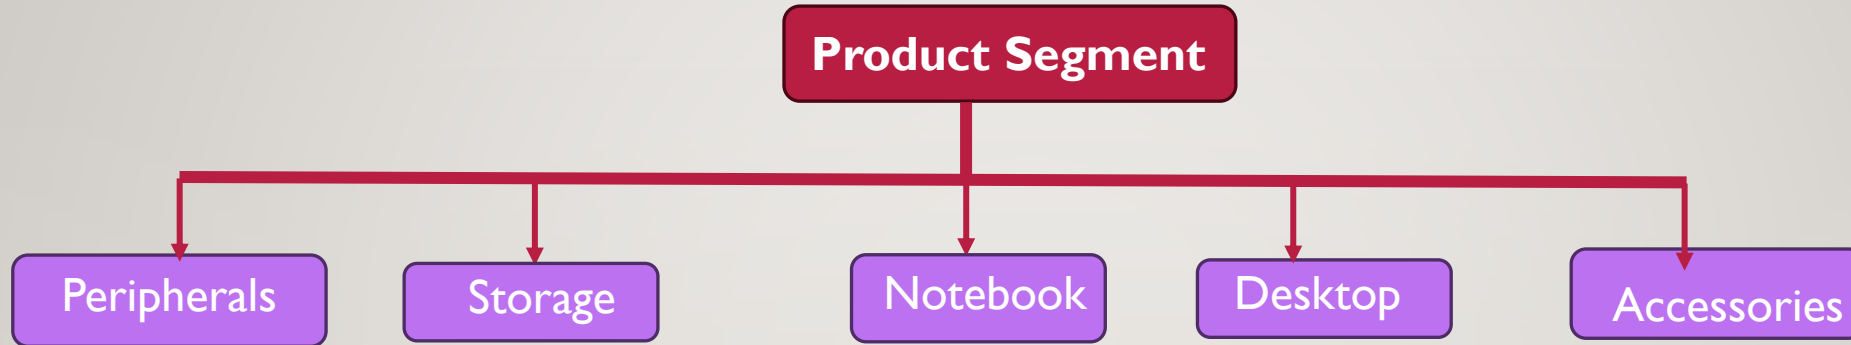 Product Segment
Peripherals
Storage
Notebook
Desktop
Accessories